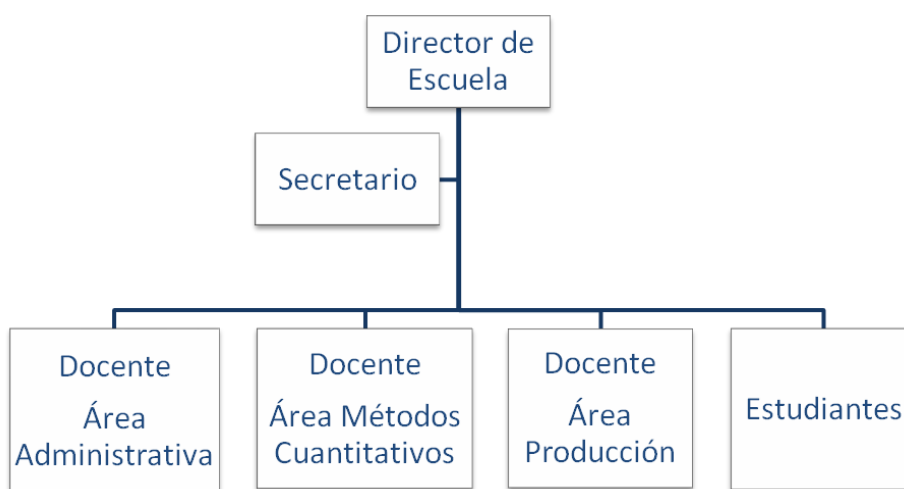 Director de
Escuela
Secretario
Docente
Área
Administrativa
Docente
Área Métodos
Cuantitativos
Docente
Área
Producción
Estudiantes